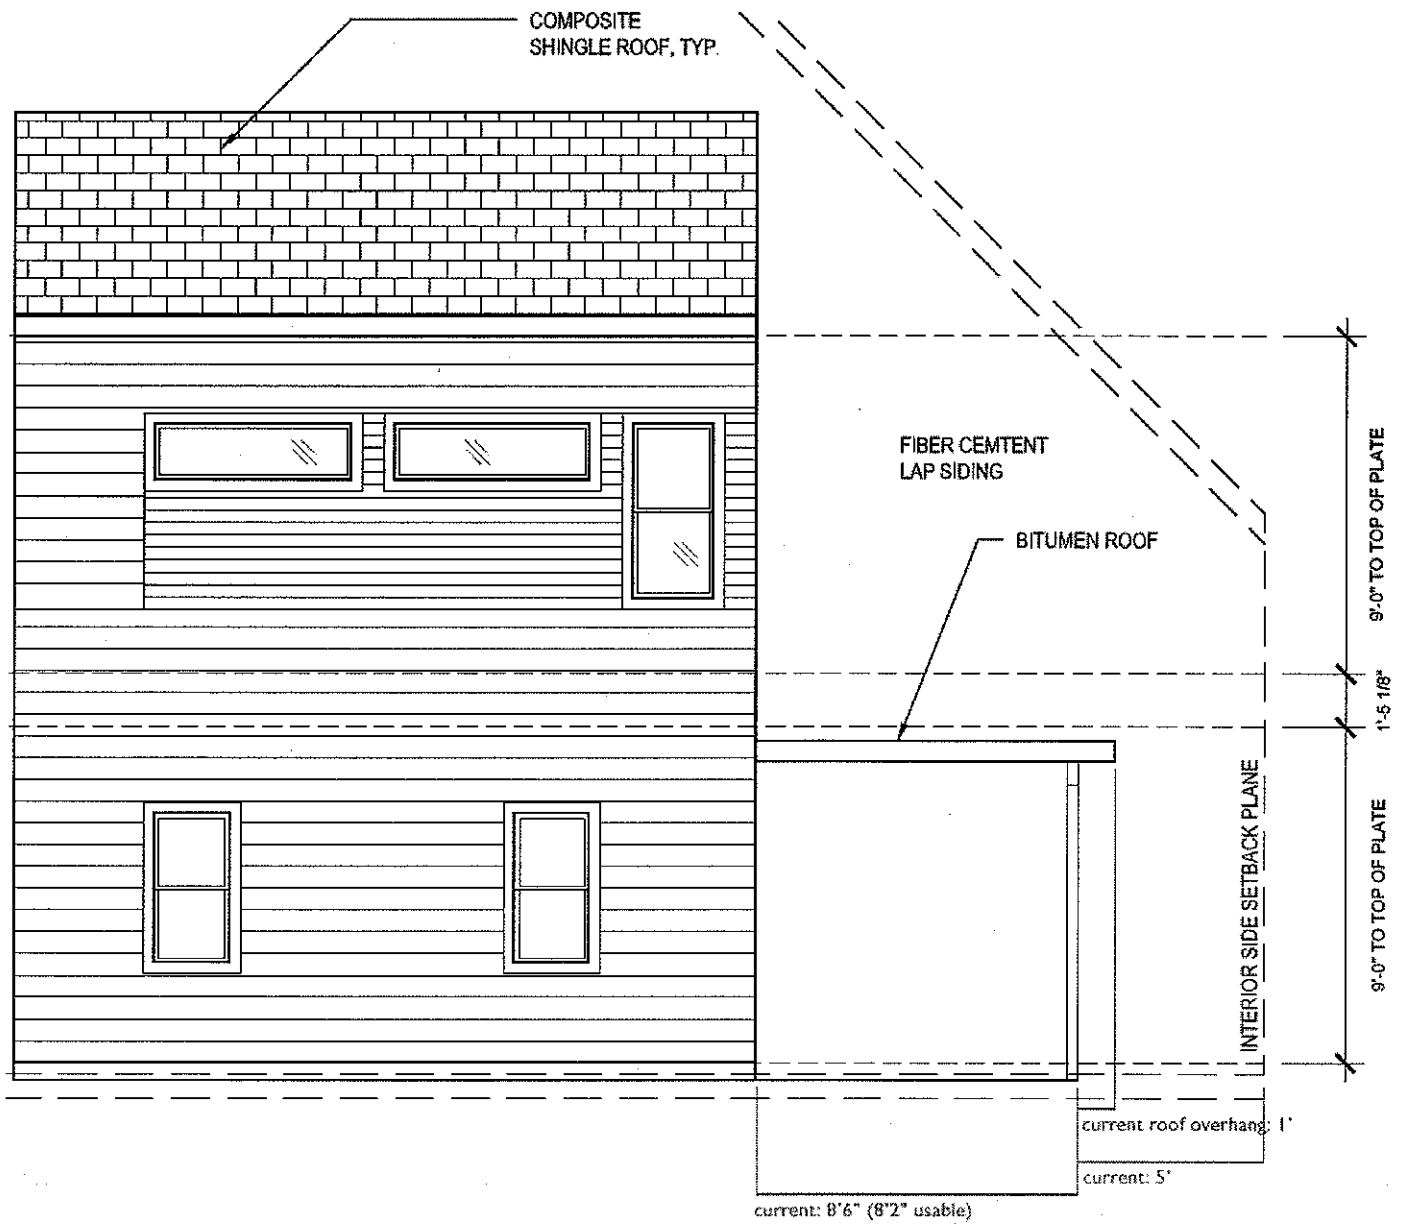 COMPOSITE
SHINGLE ROOF, TYP.
FIBER CEMTENT
LAP SIDING
BITUMEN ROOF
9'-0" TO TOP OF PLATE
1'-5 1/8"
9'-0" TO TOP OF PLATE
INTERIOR SIDE SETBACK PLANE
current roof overhang: 1'
current: 5'
current: 8'6" (8'2" usable)